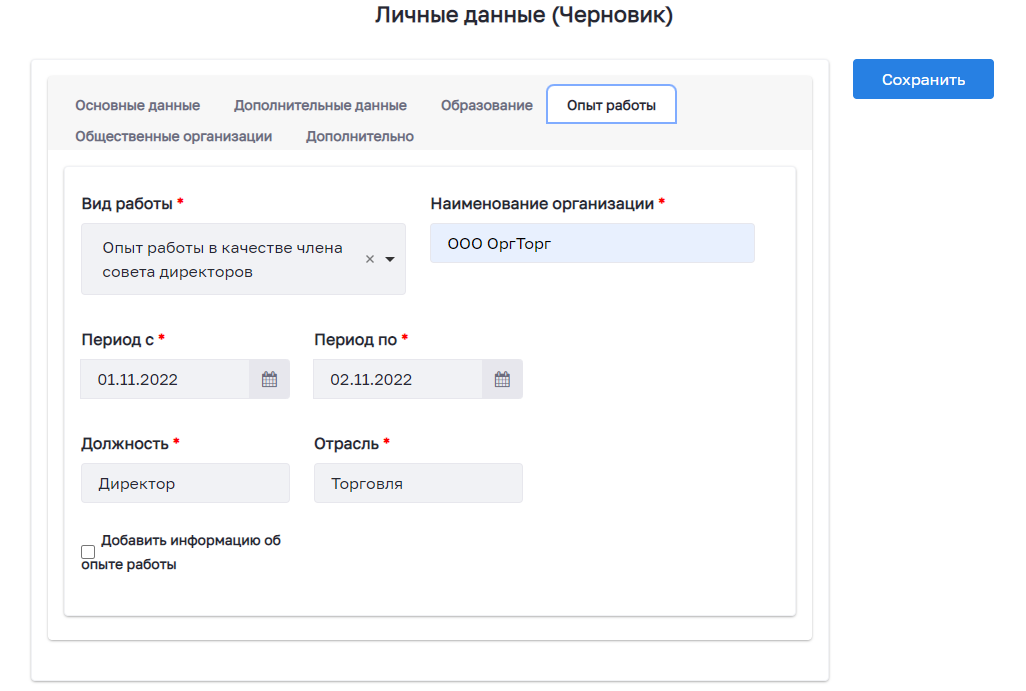 Личные данные (Черновик)
Сохранить
Основные данные Дополнительные данные Образование Опыт работы
Общественные организации Дополнительно
Вид работы * Наименование организации *
Опыт работы в качестве члена
совета директоров
ООО ОргТорг
Период с * Период по *
01.11.2022 02.11.2022
Должность * Отрасль *
Директор Торговля
Добавить информацию об
опыте работы